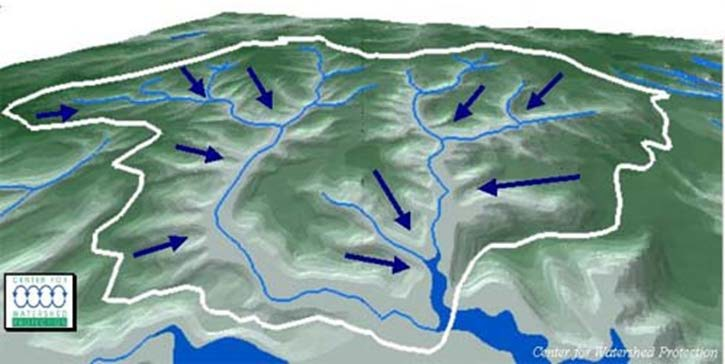 CENTER FOR
WATERSHED
PROTECTION
Center for Watershed Protection